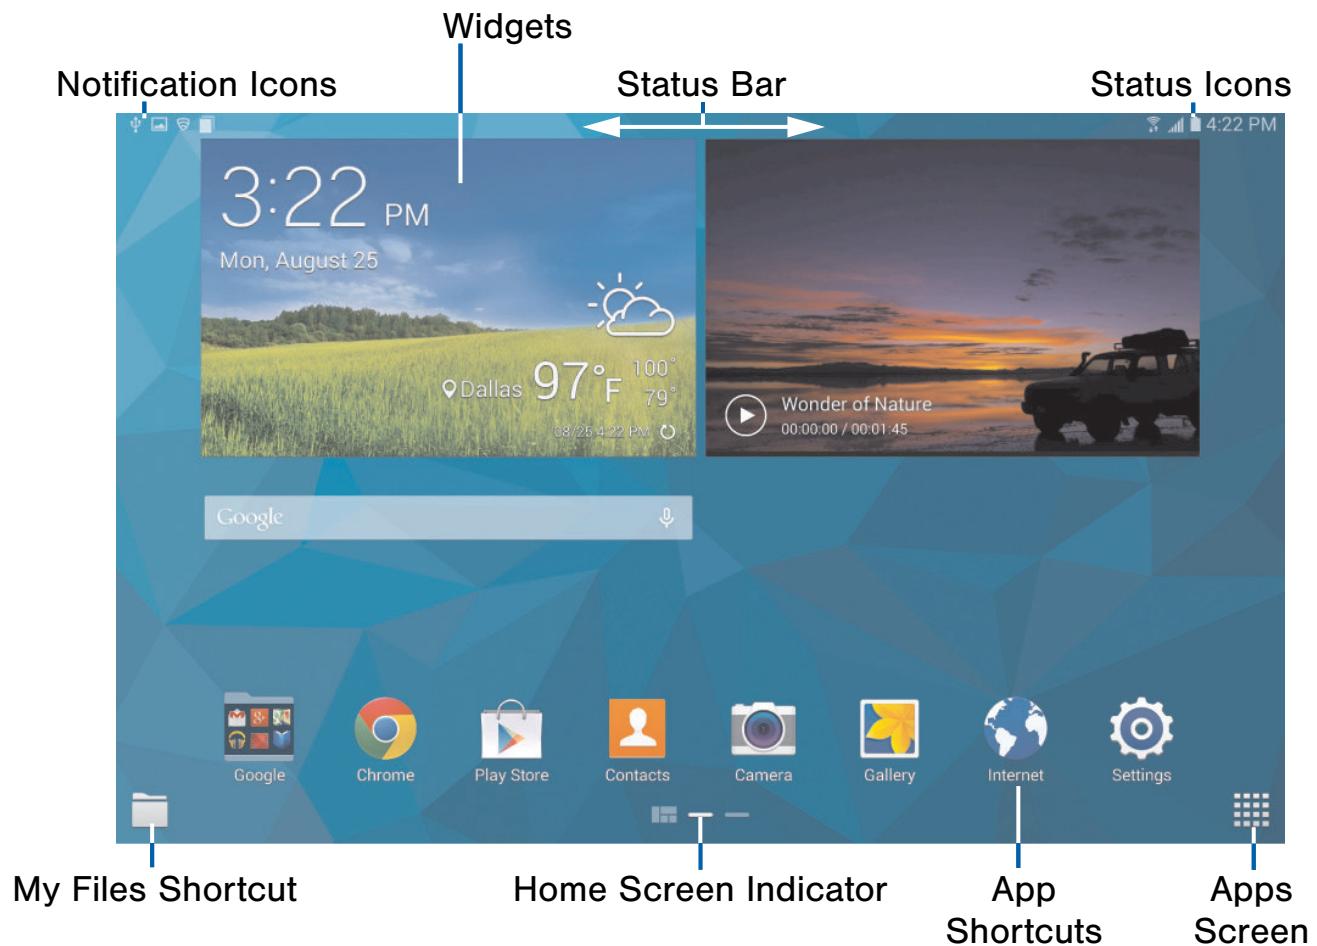 Widgets
Notification Icons
Status Bar
Status Icons
4:22 PM
3:22 PM
Mon, August 25
Dallas 97°F
100°
79°
08/25 4:22 PM
Wonder of Nature
00:00:00 / 00:01:45
Google
Google
Chrome
Play Store
Contacts
Camera
Gallery
Internet
Settings
My Files Shortcut
Home Screen Indicator
App
Shortcuts
Apps
Screen